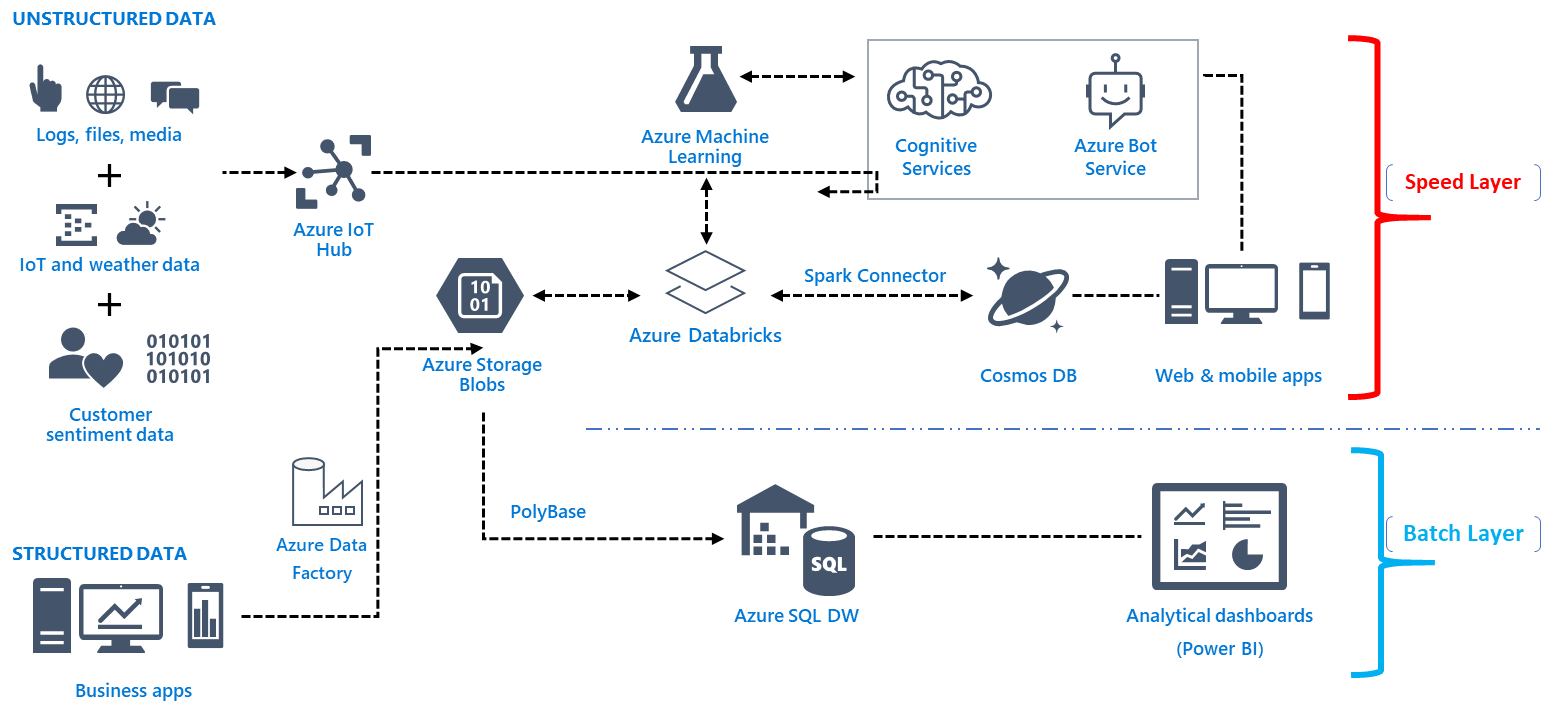 UNSTRUCTURED DATA
Logs, files, media
+
IoT and weather data
+
Customer
sentiment data
010101
101010
010101
Azure IoT
Hub
Azure Machine
Learning
Cognitive
Services
Azure Bot
Service
Speed Layer
10
01
Azure Storage
Blobs
Azure Databricks
Spark Connector
Cosmos DB
Web & mobile apps
STRUCTURED DATA
Business apps
Azure Data
Factory
PolyBase
SQL
Azure SQL DW
Analytical dashboards
(Power BI)
Batch Layer